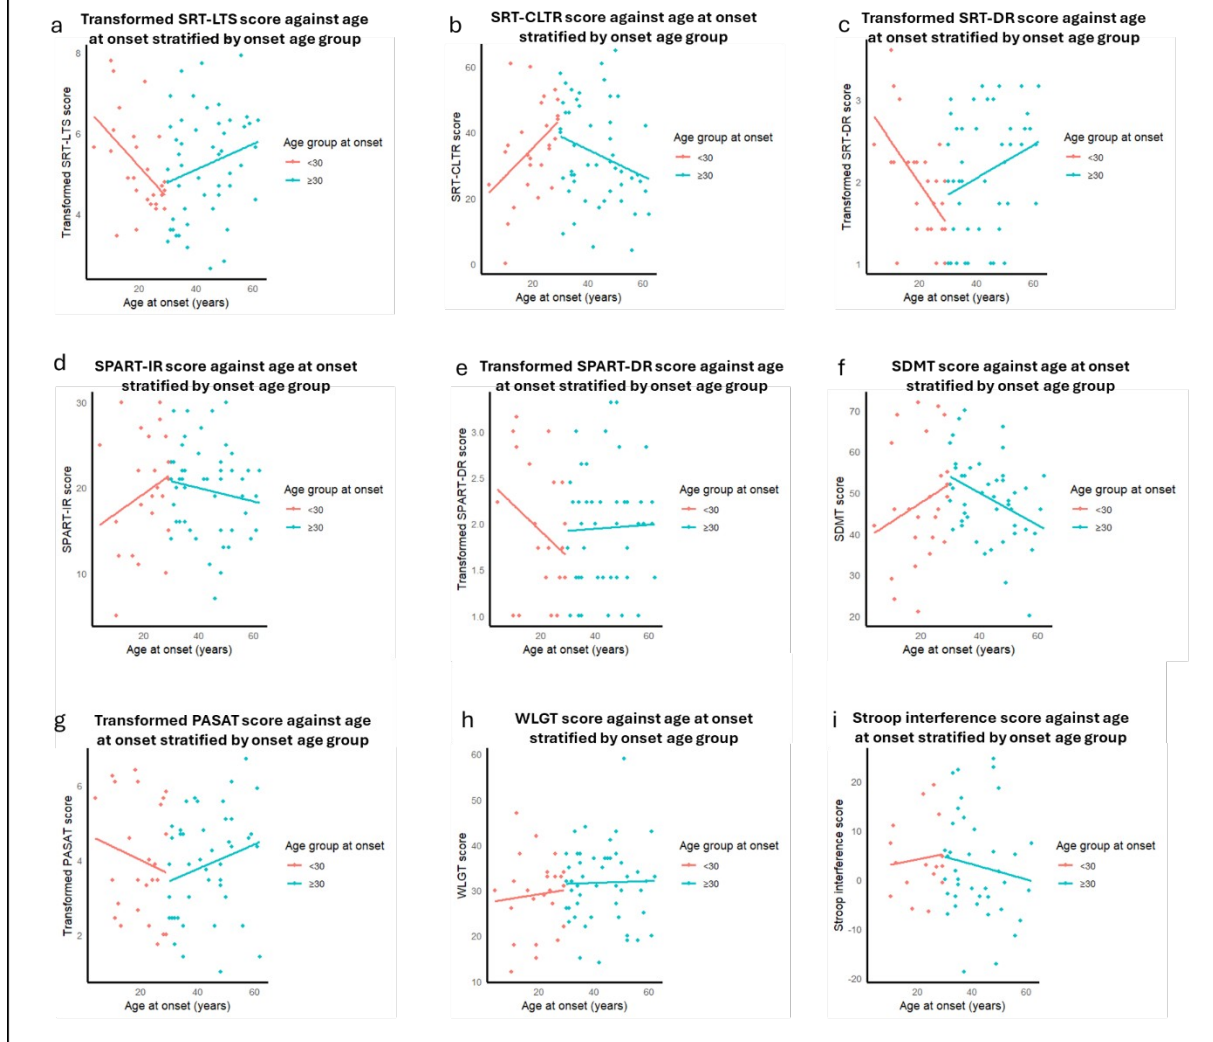 a
Transformed SRT-LTS score against age
at onset stratified by onset age group
8
6
4
Transformed SRT-LTS score
20
40
60
Age at onset (years)
Age group at onset
<30
≥30
b
SRT-CLTR score against age at onset
stratified by onset age group
60
40
20
0
SRT-CLTR score
20
40
60
Age at onset (years)
Age group at onset
<30
≥30
c
Transformed SRT-DR score against age
at onset stratified by onset age group
3
2
1
Transformed SRT-DR score
20
40
60
Age at onset (years)
Age group at onset
<30
≥30
d
SPART-IR score against age at onset
stratified by onset age group
30
20
10
SPART-IR score
20
40
60
Age at onset (years)
Age group at onset
<30
≥30
e
Transformed SPART-DR score against age
at onset stratified by onset age group
3.0
2.5
2.0
1.5
1.0
Transformed SPART-DR score
20
40
60
Age at onset (years)
Age group at onset
<30
≥30
f
SDMT score against age at onset
stratified by onset age group
70
60
50
40
30
20
SDMT score
20
40
60
Age at onset (years)
Age group at onset
<30
≥30
g
Transformed PASAT score against age
at onset stratified by onset age group
6
4
2
Transformed PASAT score
20
40
60
Age at onset (years)
Age group at onset
<30
≥30
h
WLGT score against age at onset
stratified by onset age group
60
50
40
30
20
10
WLGT score
20
40
60
Age at onset (years)
Age group at onset
<30
≥30
i
Stroop interference score against age
at onset stratified by onset age group
20
10
0
-10
-20
Stroop interference score
20
40
60
Age at onset (years)
Age group at onset
<30
≥30